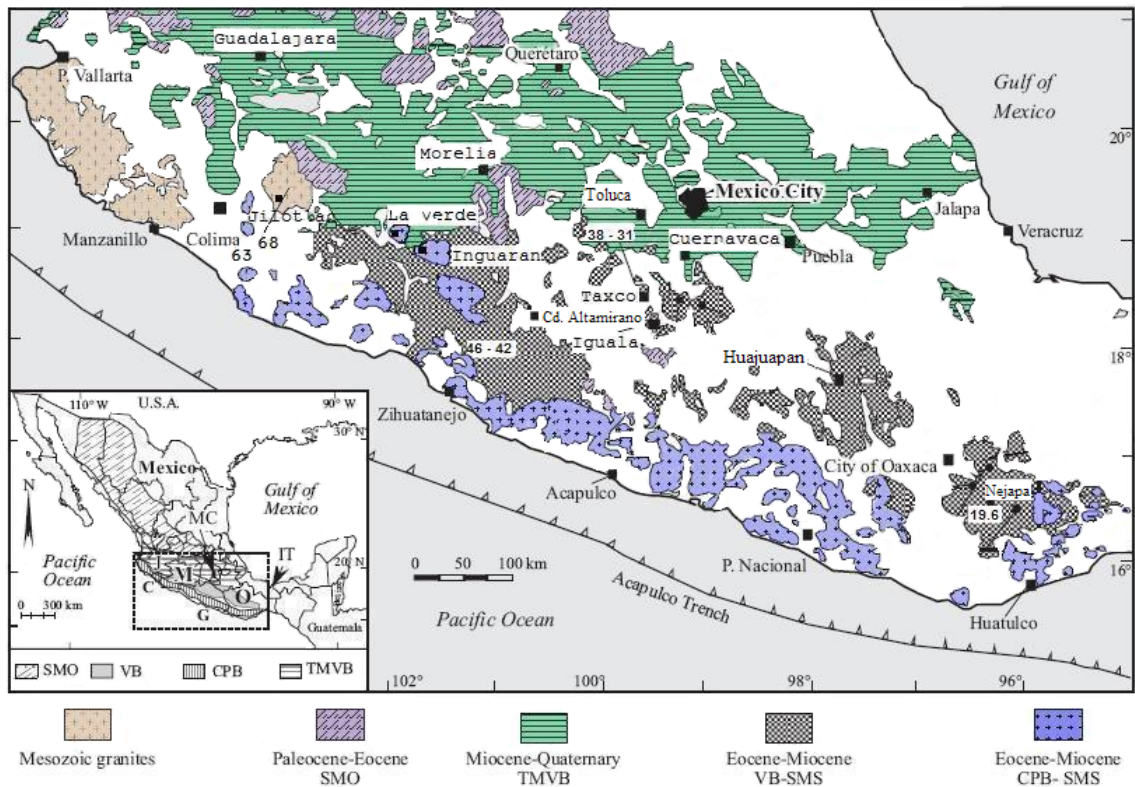 Guadalajara
Querétaro
P. Vallarta
Gulf of
Mexico
20°
Morelia
Mexico City
Toluca
La verde
Jalapa
Jilotla
38 - 31
Manzanillo
Colima
68
Cuernavaca
Veracruz
63
Inguaran
Puebla
Taxco
Cd. Altamirano
Iguala
46 - 42
18°
Huajuapan
Zihuatanejo
City of Oaxaca
Acapulco
Nejapa
19.6
0 50 100 km
P. Nacional
16°
Acapulco Trench
Pacific Ocean
Huatulco
102°
100°
98°
96°
110° W
U.S.A.
90° W
30° N
N
Mexico
Gulf of
Mexico
MC
Pacific
Ocean
20° N
IT
J
M
C
O
G
0 300 km
Guatemala
SMO
VB
CPB
TMVB
Mesozoic granites
Paleocene-Eocene
SMO
Miocene-Quaternary
TMVB
Eocene-Miocene
VB-SMS
Eocene-Miocene
CPB- SMS